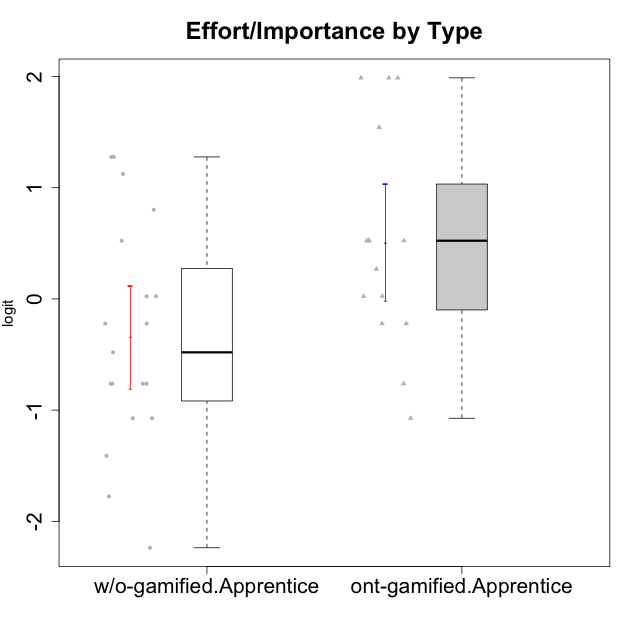 Effort/Importance by Type
2
1
0
-1
-2
logit
w/o-gamified.Apprentice
ont-gamified.Apprentice